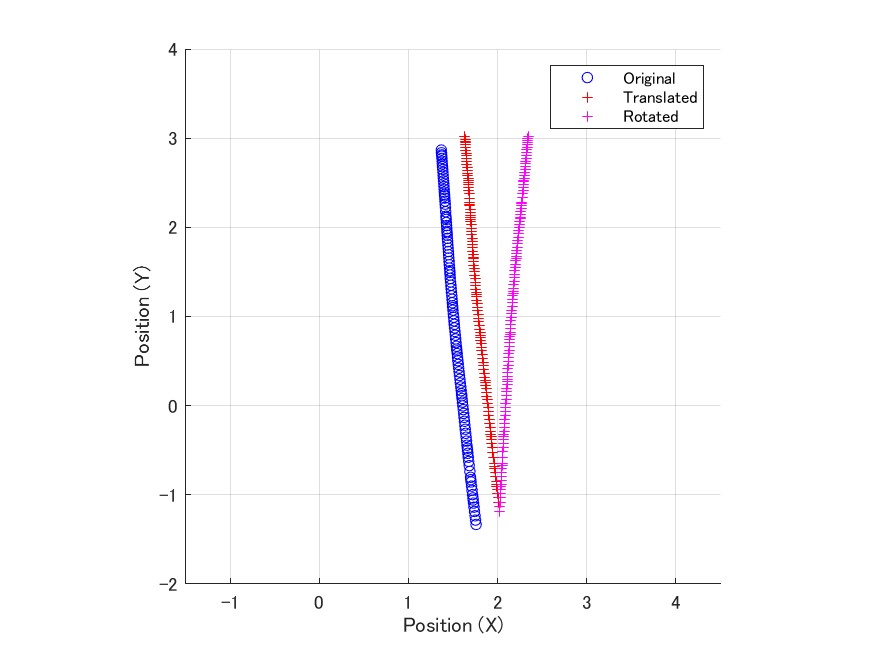 4
Original
Translated
Rotated
3
2
1
0
−1
−2
Position (Y)
−1 0 1 2 3 4
Position (X)